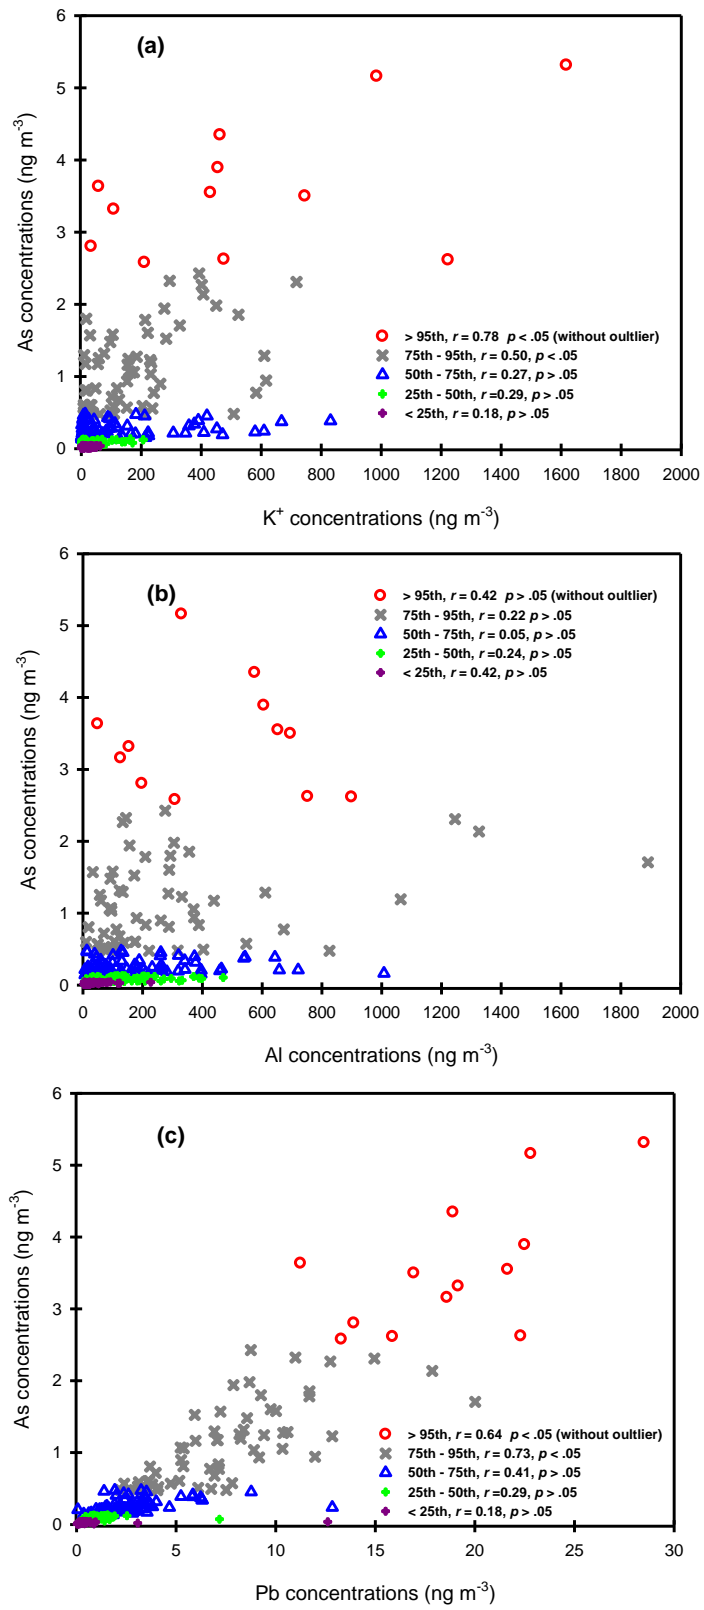 (a)
As concentrations (ng m-3)
6
5
4
3
2
1
0
> 95th, r = 0.78 p < .05 (without oultlier)
75th - 95th, r = 0.50, p < .05
50th - 75th, r = 0.27, p > .05
25th - 50th, r =0.29, p > .05
< 25th, r = 0.18, p > .05
0 200 400 600 800 1000 1200 1400 1600 1800 2000
K+ concentrations (ng m-3)
(b)
As concentrations (ng m-3)
6
5
4
3
2
1
0
> 95th, r = 0.42 p > .05 (without oultlier)
75th - 95th, r = 0.22 p > .05
50th - 75th, r = 0.05, p > .05
25th - 50th, r =0.24, p > .05
< 25th, r = 0.42, p > .05
0 200 400 600 800 1000 1200 1400 1600 1800 2000
Al concentrations (ng m-3)
(c)
As concentrations (ng m-3)
6
5
4
3
2
1
0
> 95th, r = 0.64 p < .05 (without oultlier)
75th - 95th, r = 0.73, p < .05
50th - 75th, r = 0.41, p > .05
25th - 50th, r =0.29, p > .05
< 25th, r = 0.18, p > .05
0 5 10 15 20 25 30
Pb concentrations (ng m-3)